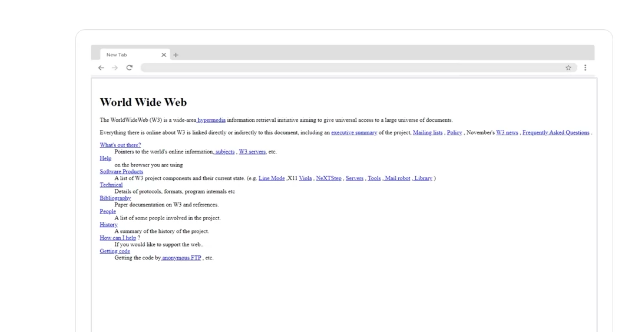 New Tab
World Wide Web
The WorldWideWeb (W3) is a wide-area hypermedia information retrieval initiative aiming to give universal access to a large universe of documents.
Everything there is online about W3 is linked directly or indirectly to this document, including an executive summary of the project, Mailing lists , Policy , November's W3 news , Frequently Asked Questions .
What's out there?
Pointers to the world's online information, subjects , W3 servers, etc.
Help
on the browser you are using
Software Products
A list of W3 project components and their current state. (e.g. Line Mode ,X11 Viola , NeXTStep , Servers , Tools , Mail robot , Library )
Technical
Details of protocols, formats, program internals etc
Bibliography
Paper documentation on W3 and references.
People
A list of some people involved in the project.
History
A summary of the history of the project.
How can I help ?
If you would like to support the web.
Getting code
Getting the code by anonymous FTP , etc.